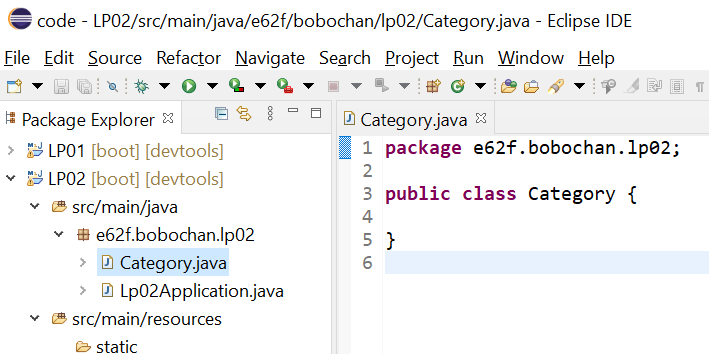 code - LP02/src/main/java/e62f/bobochan/lp02/Category.java - Eclipse IDE
File Edit Source Refactor Navigate Search Project Run Window Help
Package Explorer
LP01 [boot] [devtools]
LP02 [boot] [devtools]
src/main/java
e62f.bobochan.lp02
Category.java
Lp02Application.java
src/main/resources
static
Category.java
1 package e62f.bobochan.lp02;
2
3 public class Category {
4
5 }
6